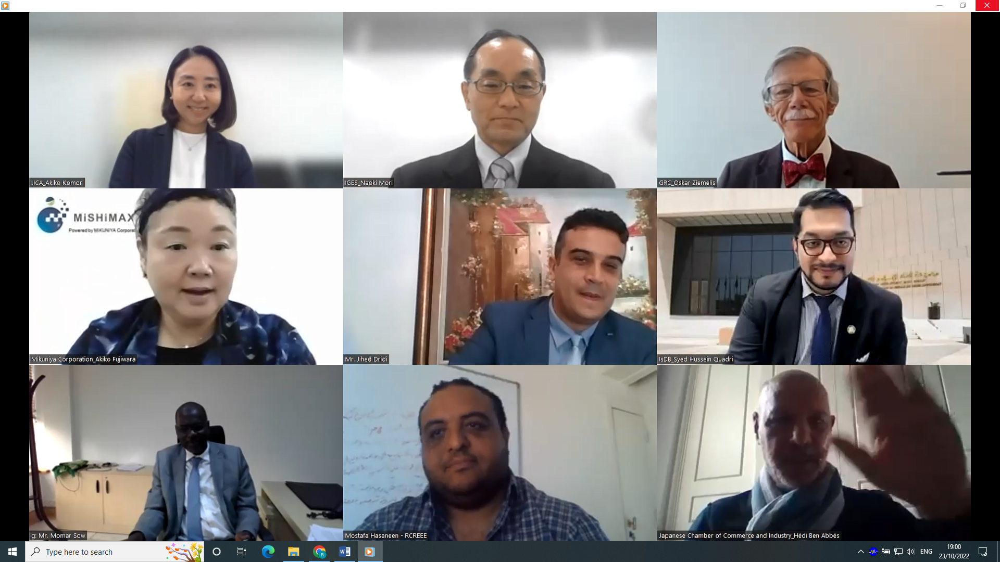 JICA_Akiko Komori
IGES_Naoki Mori
GRC_Oskar Ziemelis
MiSHiMAX
Powered by MIKUNIYA Corporat
Mikuniya Corporation_Akiko Fujiwara
Mr. Jihed Dridi
IsDB_Syed Hussein Quadri
g: Mr. Momar Sow
Mostafa Hasaneen - RCREEE
Japanese Chamber of Commerce and Industry_Hédi Ben Abbès
Type here to search
ENG
19:00
23/10/2022